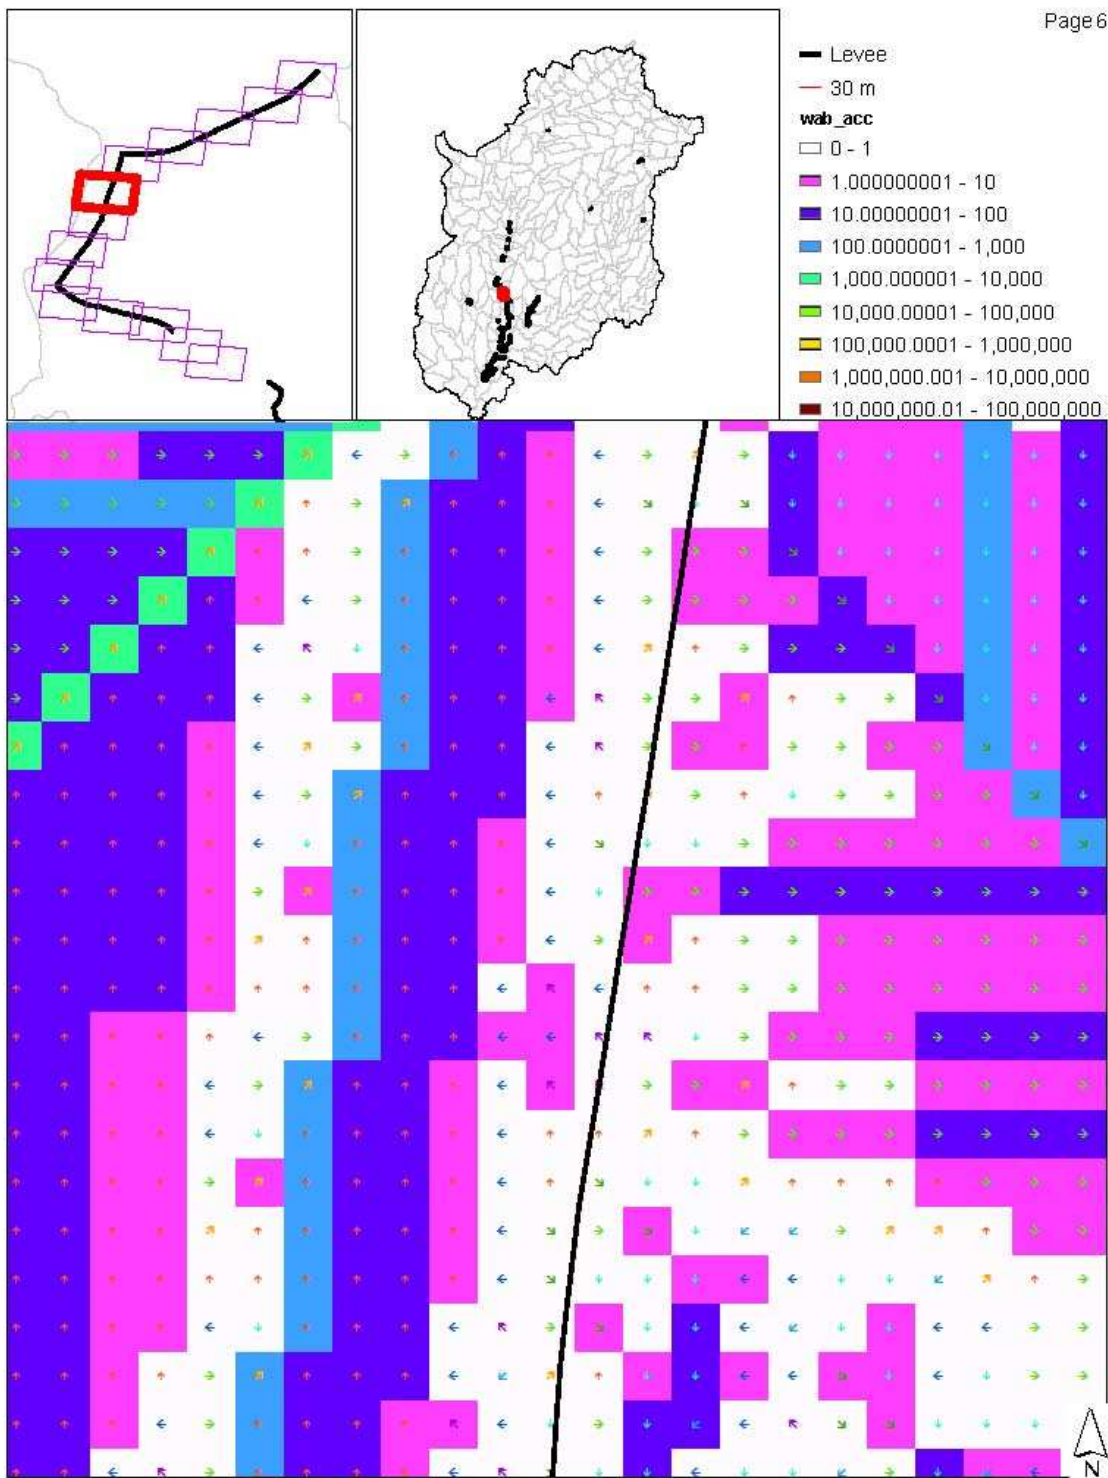 Page 6
Levee
30 m
wab_acc
0 - 1
1.000000001 - 10
10.00000001 - 100
100.0000001 - 1,000
1,000.000001 - 10,000
10,000.00001 - 100,000
100,000.0001 - 1,000,000
1,000,000.001 - 10,000,000
10,000,000.01 - 100,000,000
N